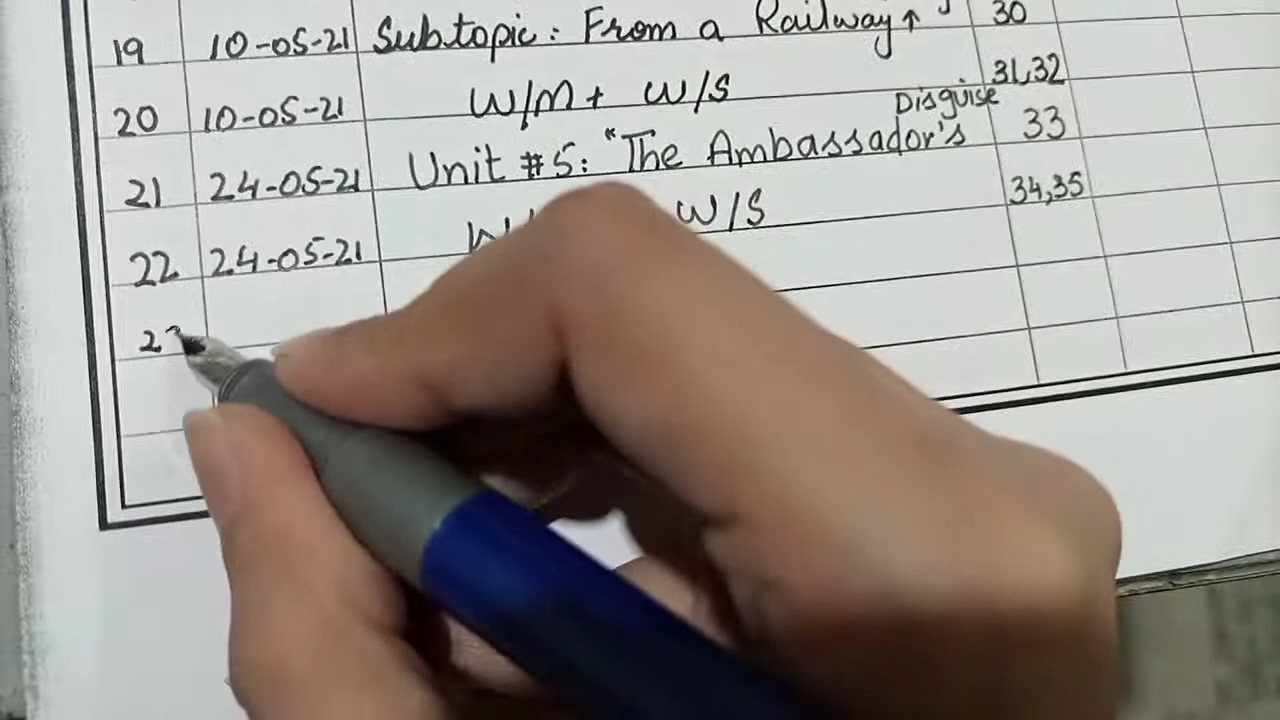 19 10-05-21 Subtopic: From a Railway↑ 30
20 10-05-21 W/M+ W/S 31,32
21 24-05-21 Unit #5: "The Ambassador's Disguise 33
22 24-05-21 W/S 34,35